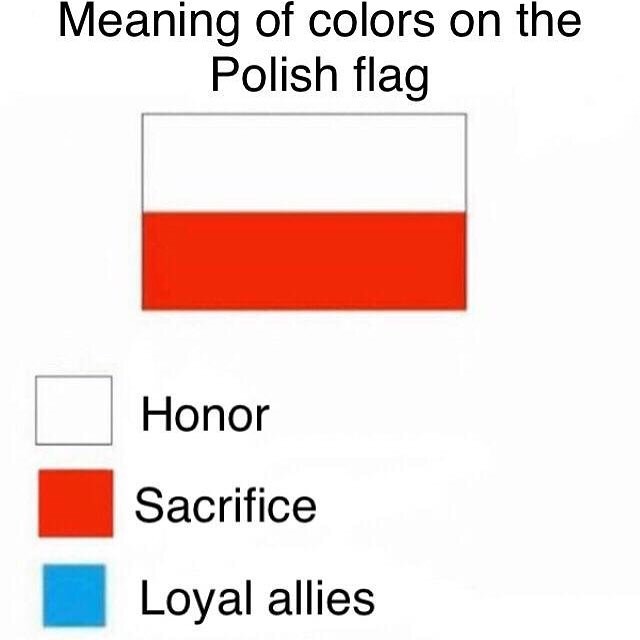 Meaning of colors on the
Polish flag
Honor
Sacrifice
Loyal allies